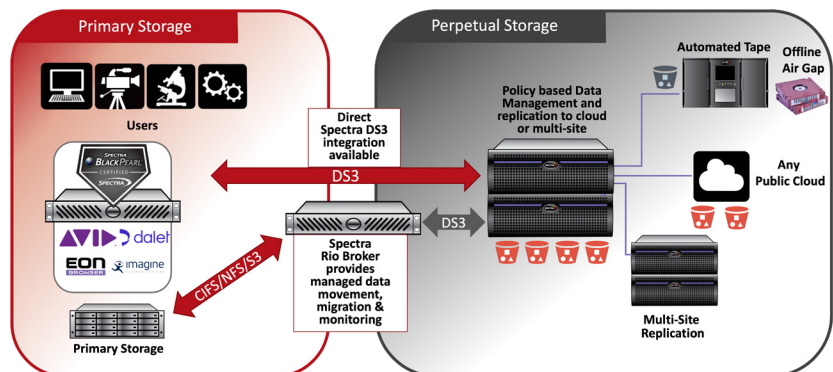 Primary Storage
Users
SPECTRA
BLACKPEARL
CERTIFIED
SPECTRA
AVID
dalet
EON
BROWSER
imagine
Primary Storage
CIFS/NFS/S3
Direct
Spectra DS3
integration
available
DS3
DS3
Spectra
Rio Broker
provides
managed data
movement,
migration &
monitoring
Perpetual Storage
Policy based Data
Management and
replication to cloud
or multi-site
Automated Tape
Offline
Air Gap
Any
Public Cloud
Multi-Site
Replication